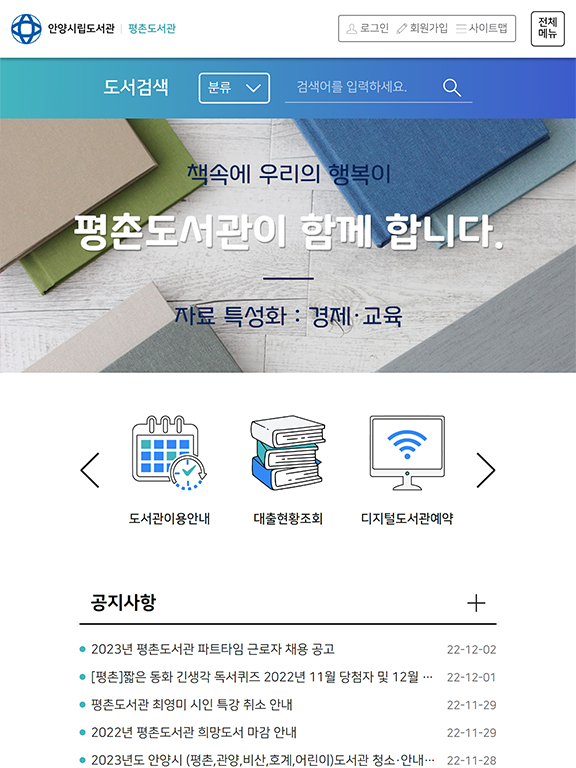 안양시립도서관 | 평촌도서관
로그인 회원가입 사이트맵
전체
메뉴
도서검색 분류 검색어를 입력하세요.
책속에 우리의 행복이
평촌도서관이 함께 합니다.
자료 특성화 : 경제·교육
도서관이용안내 대출현황조회 디지털도서관예약
공지사항
2023년 평촌도서관 파트타임 근로자 채용 공고 22-12-02
[평촌]짧은 동화 긴생각 독서퀴즈 2022년 11월 당첨자 및 12월 ··· 22-12-01
평촌도서관 최영미 시인 특강 취소 안내 22-11-29
2022년 평촌도서관 희망도서 마감 안내 22-11-29
2023년도 안양시 (평촌,관양,비산,호계,어린이)도서관 청소·안내··· 22-11-28